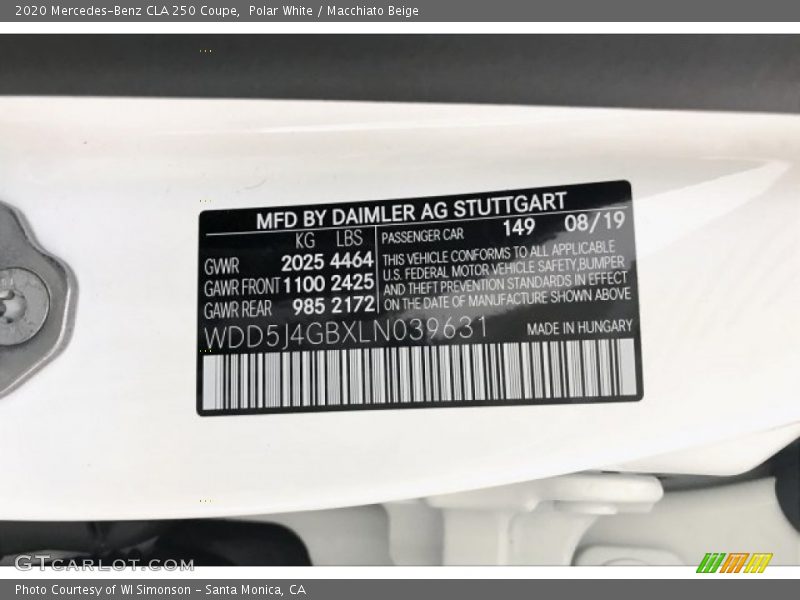 2020 Mercedes-Benz CLA 250 Coupe,  Polar White / Macchiato Beige
MFD BY DAIMLER AG STUTTGART
KG LBS
GVWR 2025 4464
GAWR FRONT 1100 2425
GAWR REAR 985 2172
PASSENGER CAR 149 08/19
THIS VEHICLE CONFORMS TO ALL APPLICABLE
U.S. FEDERAL MOTOR VEHICLE SAFETY,BUMPER
AND THEFT PREVENTION STANDARDS IN EFFECT
ON THE DATE OF MANUFACTURE SHOWN ABOVE
WDD5J4GBXLN039631 MADE IN HUNGARY
GTCARLOT.COM
Photo Courtesy of WI Simonson - Santa Monica, CA